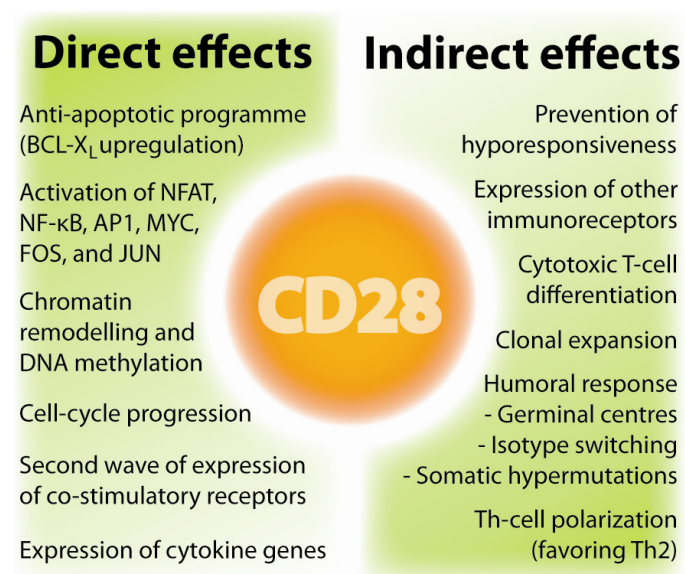 Direct effects
Anti-apoptotic programme
(BCL-XL upregulation)
Activation of NFAT,
NF-κB, AP1, MYC,
FOS, and JUN
Chromatin
remodelling and
DNA methylation
Cell-cycle progression
Second wave of expression
of co-stimulatory receptors
Expression of cytokine genes
CD28
Indirect effects
Prevention of
hyporesponsiveness
Expression of other
immunoreceptors
Cytotoxic T-cell
differentiation
Clonal expansion
Humoral response
- Germinal centres
- Isotype switching
- Somatic hypermutations
Th-cell polarization
(favoring Th2)